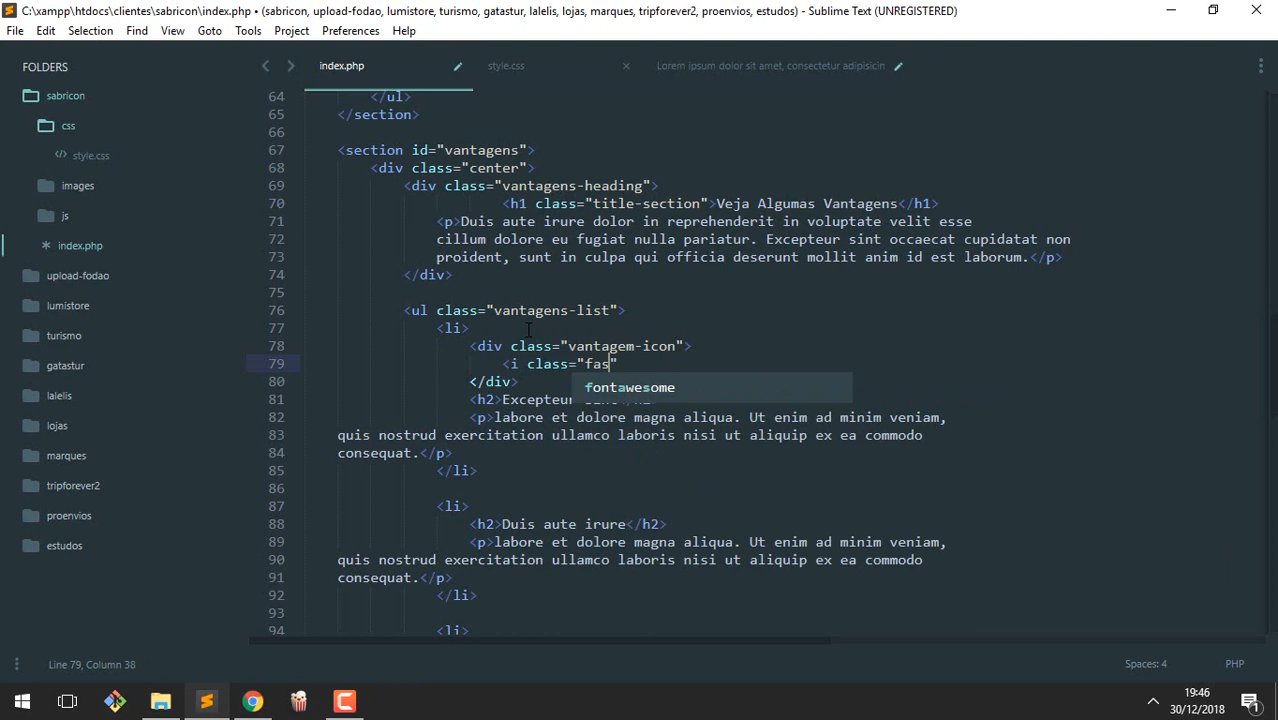 C:\xampp\htdocs\clientes\sabricon\index.php • (sabricon, upload-fodao, lumistore, turismo, gatastur, lalelis, lojas, marques, tripforever2, proenvios, estudos) - Sublime Text (UNREGISTERED)
File Edit Selection Find View Goto Tools Project Preferences Help
FOLDERS
sabricon
css
style.css
images
js
index.php
upload-fodao
lumistore
turismo
gatastur
lalelis
lojas
marques
tripforever2
proenvios
estudos
index.php style.css Lorem ipsum dolor sit amet, consectetur adipisicin
64 </ul>
65 </section>
66
67 <section id="vantagens">
68 <div class="center">
69 <div class="vantagens-heading">
70 <h1 class="title-section">Veja Algumas Vantagens</h1>
71 <p>Duis aute irure dolor in reprehenderit in voluptate velit esse
72 cillum dolore eu fugiat nulla pariatur. Excepteur sint occaecat cupidatat non
73 proident, sunt in culpa qui officia deserunt mollit anim id est laborum.</p>
74 </div>
75
76 <ul class="vantagens-list">
77 <li>
78 <div class="vantagem-icon">
79 <i class="fas"
fontawesome
80 </div>
81 <h2>Excepteur
82 <p>labore et dolore magna aliqua. Ut enim ad minim veniam,
83 quis nostrud exercitation ullamco laboris nisi ut aliquip ex ea commodo
84 consequat.</p>
85 </li>
86
87 <li>
88 <h2>Duis aute irure</h2>
89 <p>labore et dolore magna aliqua. Ut enim ad minim veniam,
90 quis nostrud exercitation ullamco laboris nisi ut aliquip ex ea commodo
91 consequat.</p>
92 </li>
93
94 <li>
Line 79, Column 38 Spaces: 4 PHP
19:46
30/12/2018
1